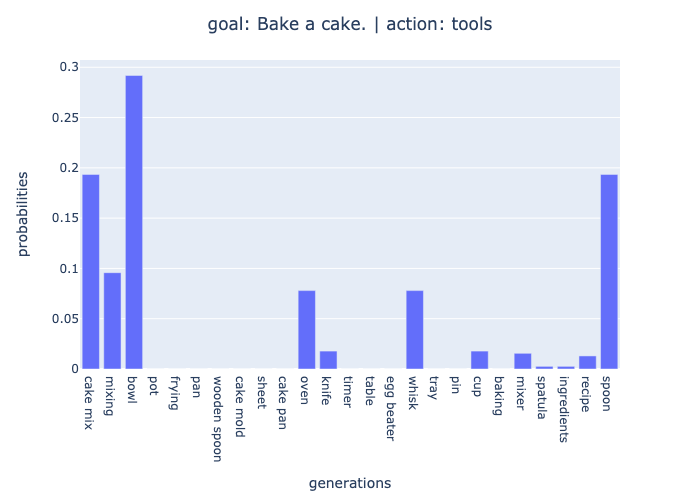 goal: Bake a cake. | action: tools
probabilities
0.3
0.25
0.2
0.15
0.1
0.05
0
cake mix
mixing
bowl
pot
frying
pan
wooden spoon
cake mold
sheet
cake pan
oven
knife
timer
table
egg beater
whisk
tray
pin
cup
baking
mixer
spatula
ingredients
recipe
spoon
generations